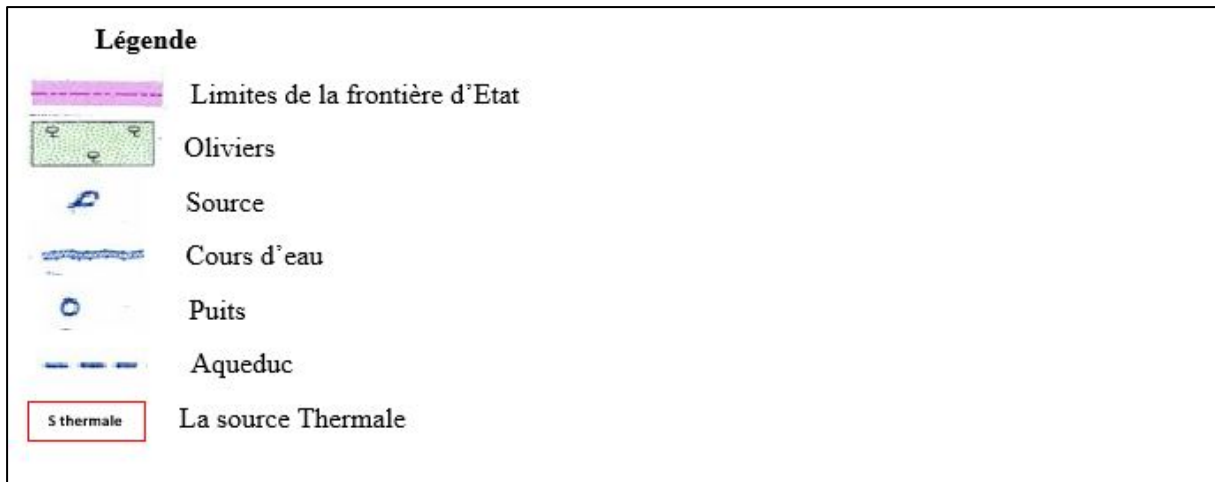 Légende
Limites de la frontière d’Etat
Oliviers
Source
Cours d’eau
Puits
Aqueduc
S thermale La source Thermale